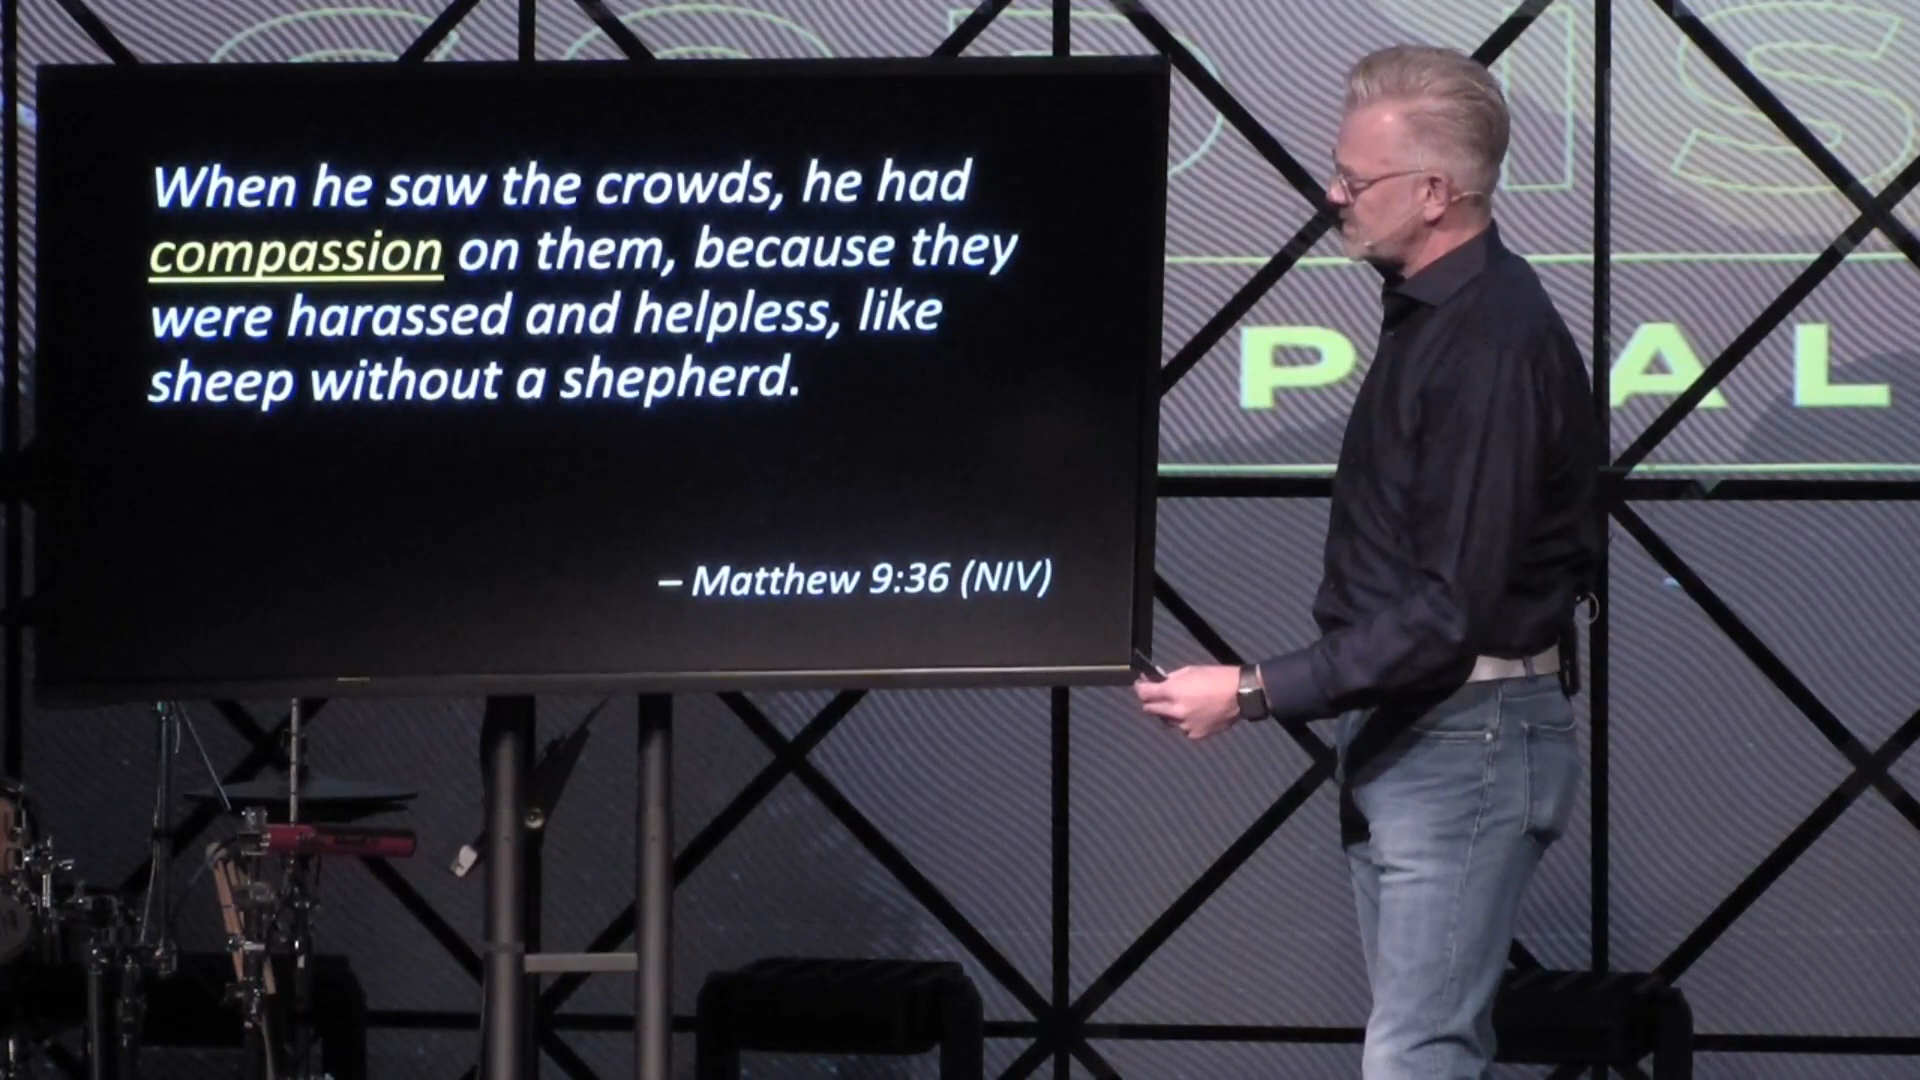 When he saw the crowds, he had
compassion on them, because they
were harassed and helpless, like
sheep without a shepherd.
– Matthew 9:36 (NIV)
P AL